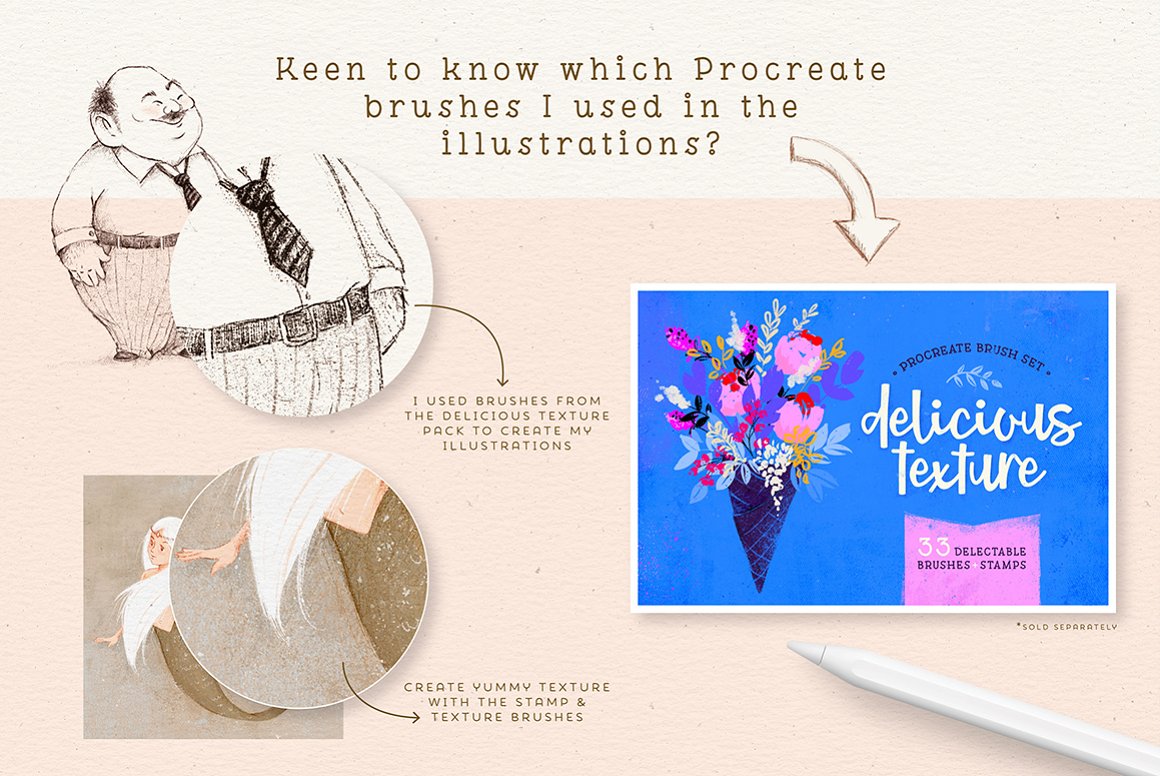 Keen to know which Procreate
brushes I used in the
illustrations?
I USED BRUSHES FROM
THE DELICIOUS TEXTURE
PACK TO CREATE MY
ILLUSTRATIONS
• PROCREATE BRUSH SET •
delicious
texture
33 DELECTABLE
BRUSHES + STAMPS
*SOLD SEPARATELY
CREATE YUMMY TEXTURE
WITH THE STAMP &
TEXTURE BRUSHES